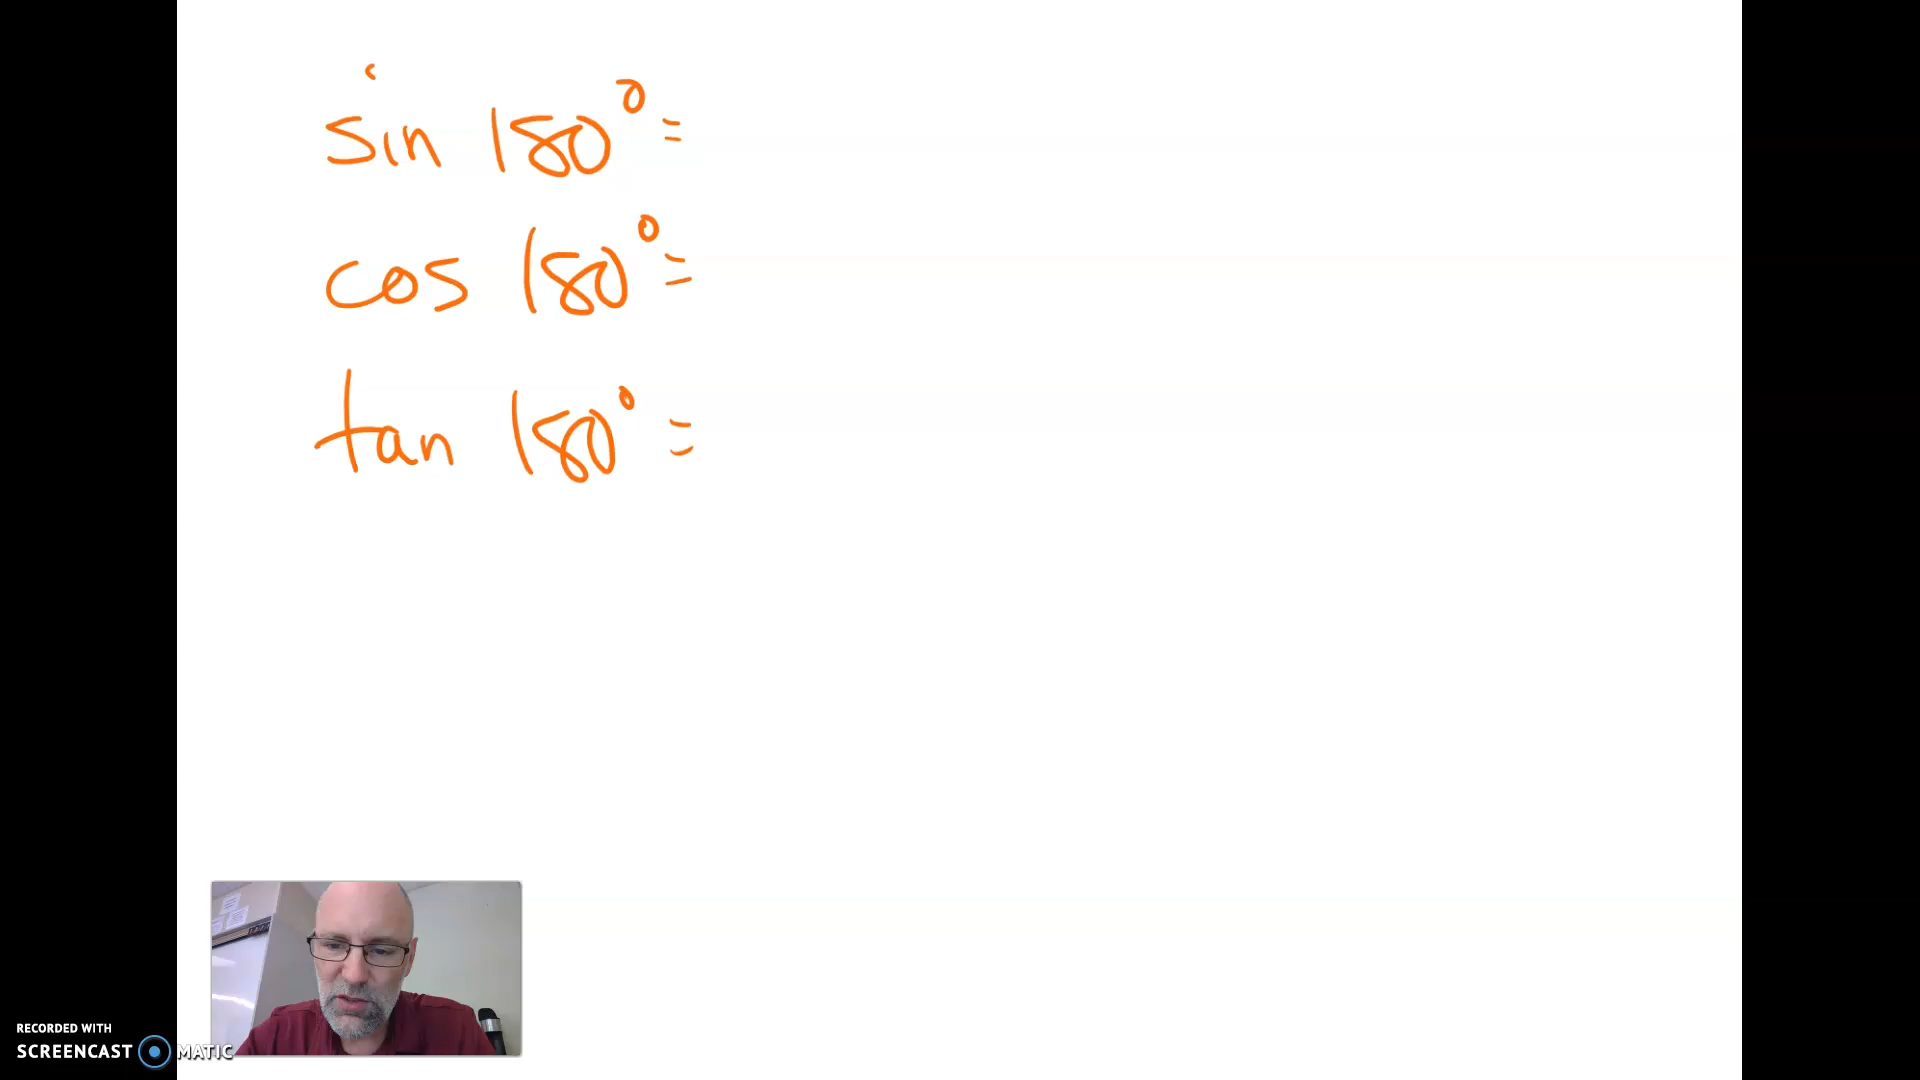 sin 180° =
cos 180° =
tan 180° =
RECORDED WITH
SCREENCAST MATIC